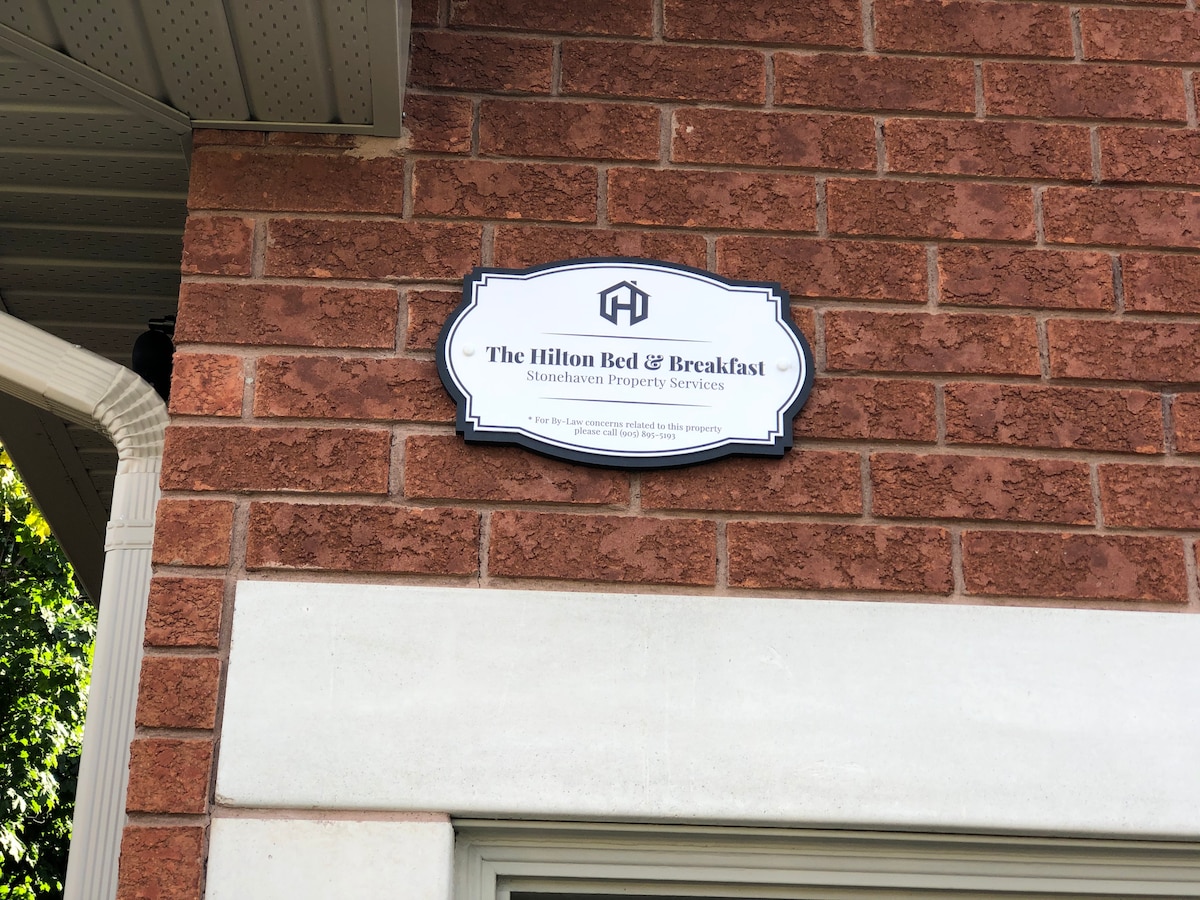 The Hilton Bed & Breakfast
Stonehaven Property Services
* For By-Law concerns related to this property
please call (905) 895-5193